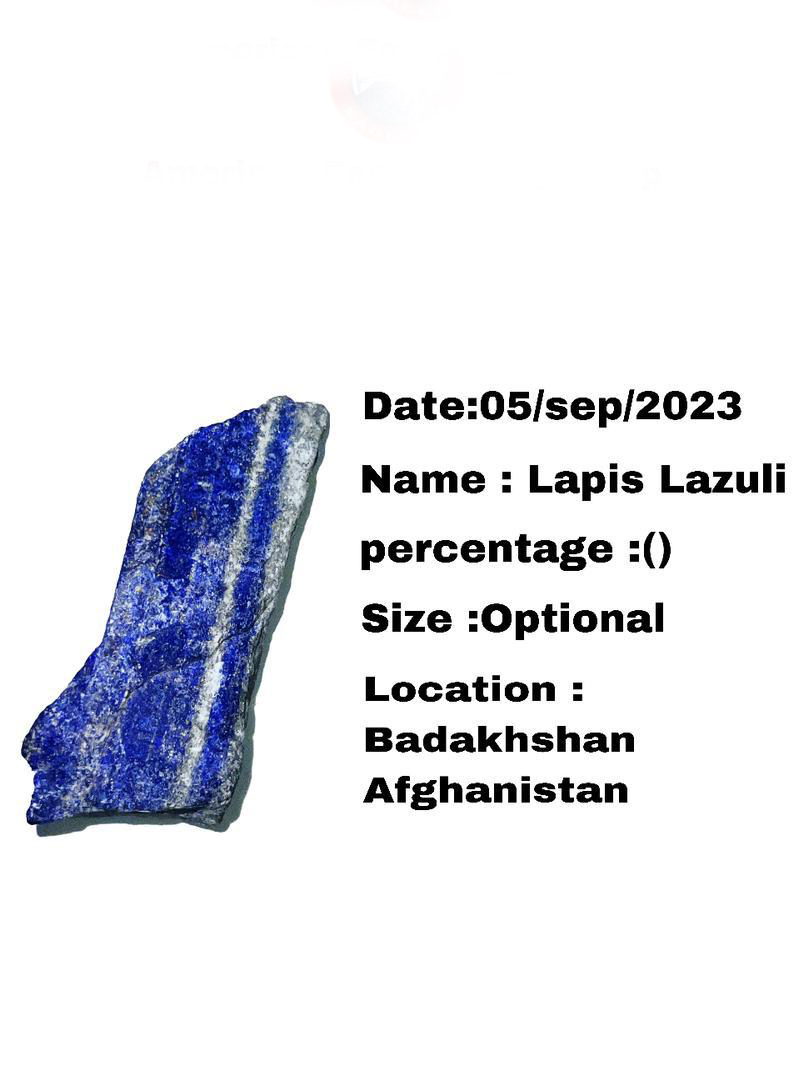 Date:05/sep/2023
Name : Lapis Lazuli
percentage :()
Size :Optional
Location :
Badakhshan
Afghanistan